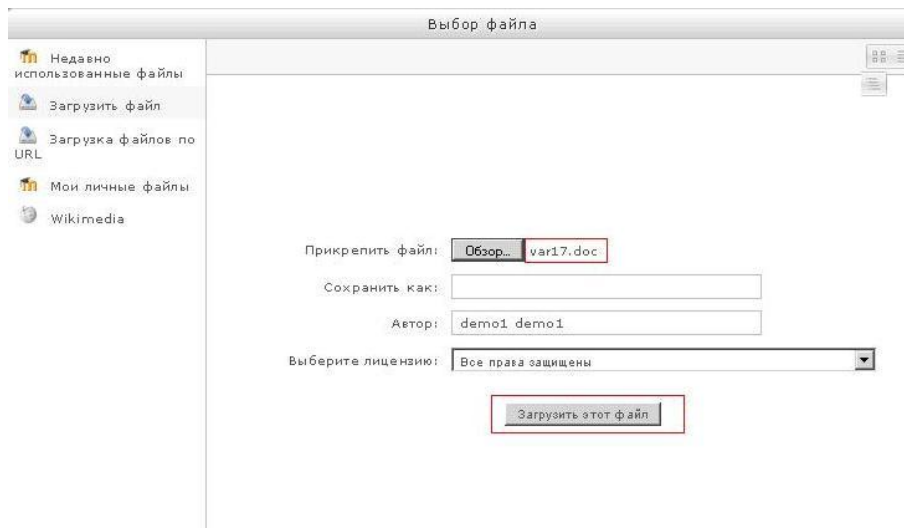 Выбор файла
Недавно
использованные файлы
Загрузить файл
Загрузка файлов по
URL
Мои личные файлы
Wikimedia
Прикрепить файл: Обзор... var17.doc
Сохранить как:
Автор: demo1 demo1
Выберите лицензию: Все права защищены
Загрузить этот файл